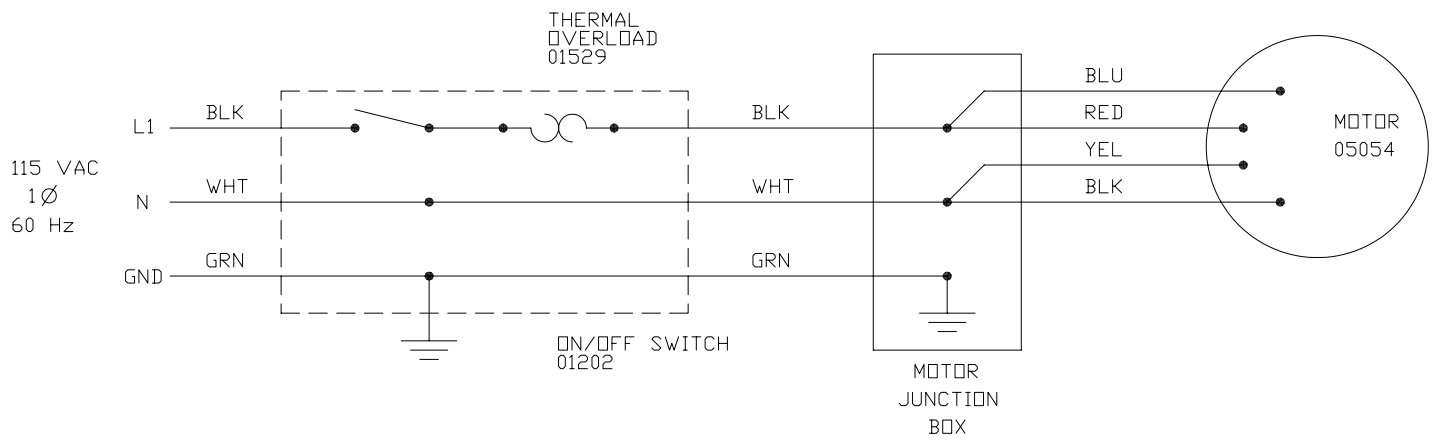 THERMAL
OVERLOAD
01529
BLK
BLK
BLU
L1
RED
MOTOR
05054
115 VAC
1Ø
60 Hz
YEL
WHT
WHT
BLK
N
GRN
GRN
GND
ON/OFF SWITCH
01202
MOTOR
JUNCTION
BOX